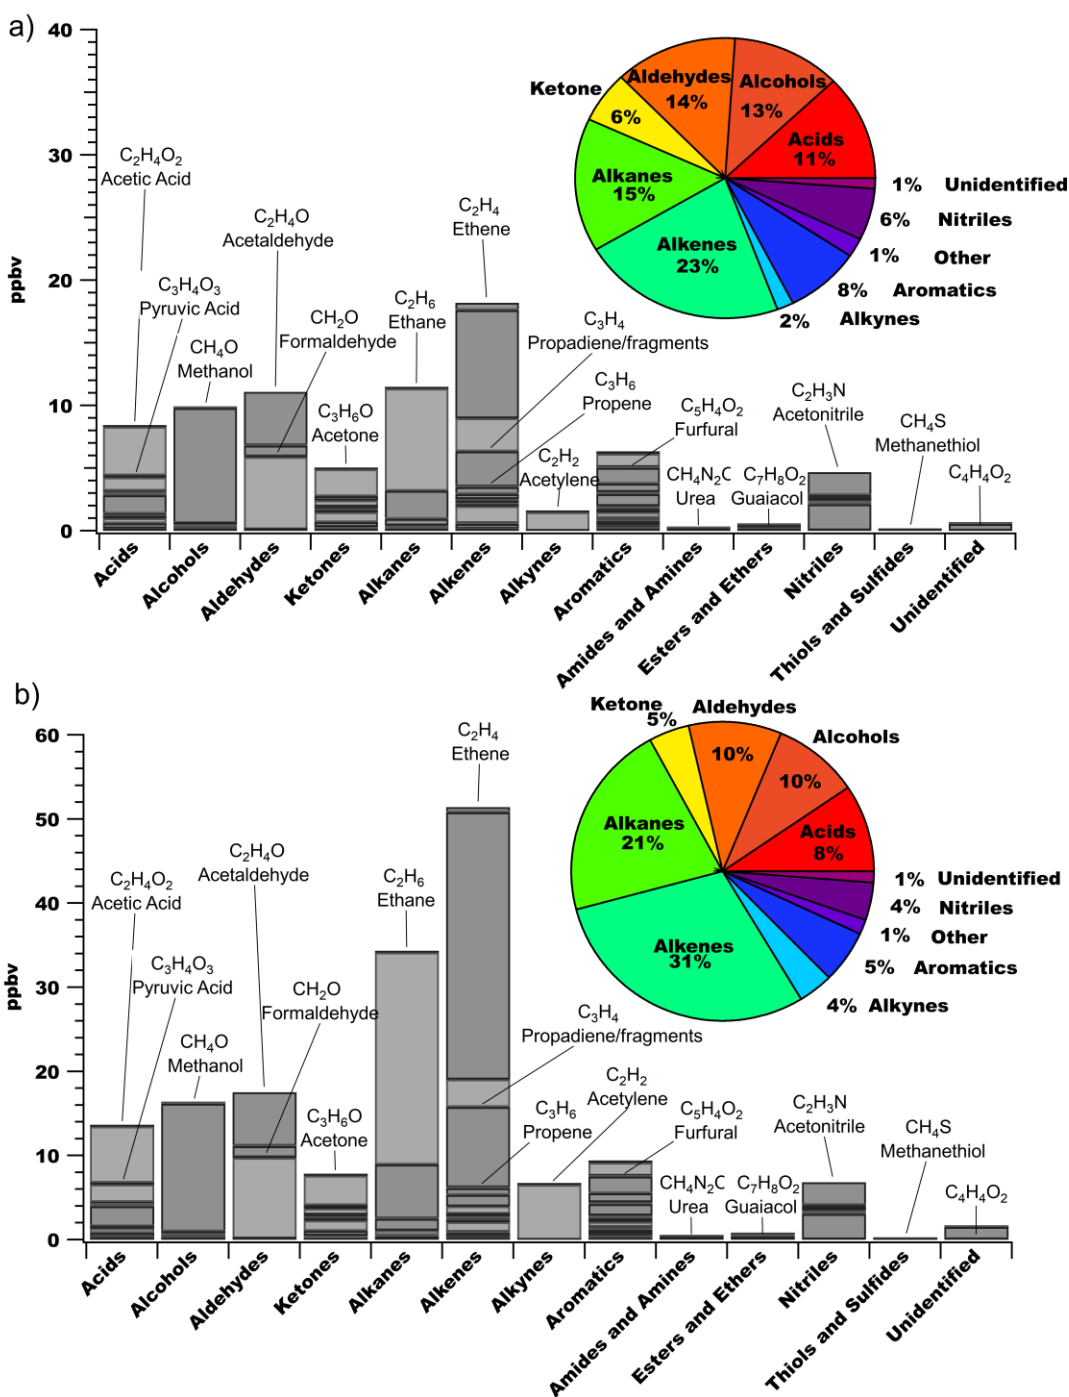 a)
40
30
20
10
0
ppbv
C2H4O2
Acetic Acid
C3H4O3
Pyruvic Acid
CH4O
Methanol
C2H4O
Acetaldehyde
CH2O
Formaldehyde
C3H6O
Acetone
C2H6
Ethane
C2H4
Ethene
C3H4
Propadiene/fragments
C3H6
Propene
C2H2
Acetylene
C5H4O2
Furfural
CH4N2C
Urea
C7H8O2
Guaiacol
C2H3N
Acetonitrile
CH4S
Methanethiol
C4H4O2
Ketone
6%
Aldehydes
14%
Alcohols
13%
Acids
11%
Alkanes
15%
Alkenes
23%
1% Unidentified
6% Nitriles
1% Other
8% Aromatics
2% Alkynes
Acids
Alcohols
Aldehydes
Ketones
Alkanes
Alkenes
Alkynes
Aromatics
Amides and Amines
Esters and Ethers
Nitriles
Thiols and Sulfides
Unidentified
b)
60
50
40
30
20
10
0
ppbv
C2H4O2
Acetic Acid
C3H4O3
Pyruvic Acid
CH4O
Methanol
C2H4O
Acetaldehyde
CH2O
Formaldehyde
C3H6O
Acetone
C2H6
Ethane
C2H4
Ethene
C3H4
Propadiene/fragments
C3H6
Propene
C2H2
Acetylene
C5H4O2
Furfural
CH4N2C
Urea
C7H8O2
Guaiacol
C2H3N
Acetonitrile
CH4S
Methanethiol
C4H4O2
Ketone
5%
Aldehydes
10%
Alcohols
10%
Acids
8%
Alkanes
21%
Alkenes
31%
1% Unidentified
4% Nitriles
1% Other
5% Aromatics
4% Alkynes
Acids
Alcohols
Aldehydes
Ketones
Alkanes
Alkenes
Alkynes
Aromatics
Amides and Amines
Esters and Ethers
Nitriles
Thiols and Sulfides
Unidentified